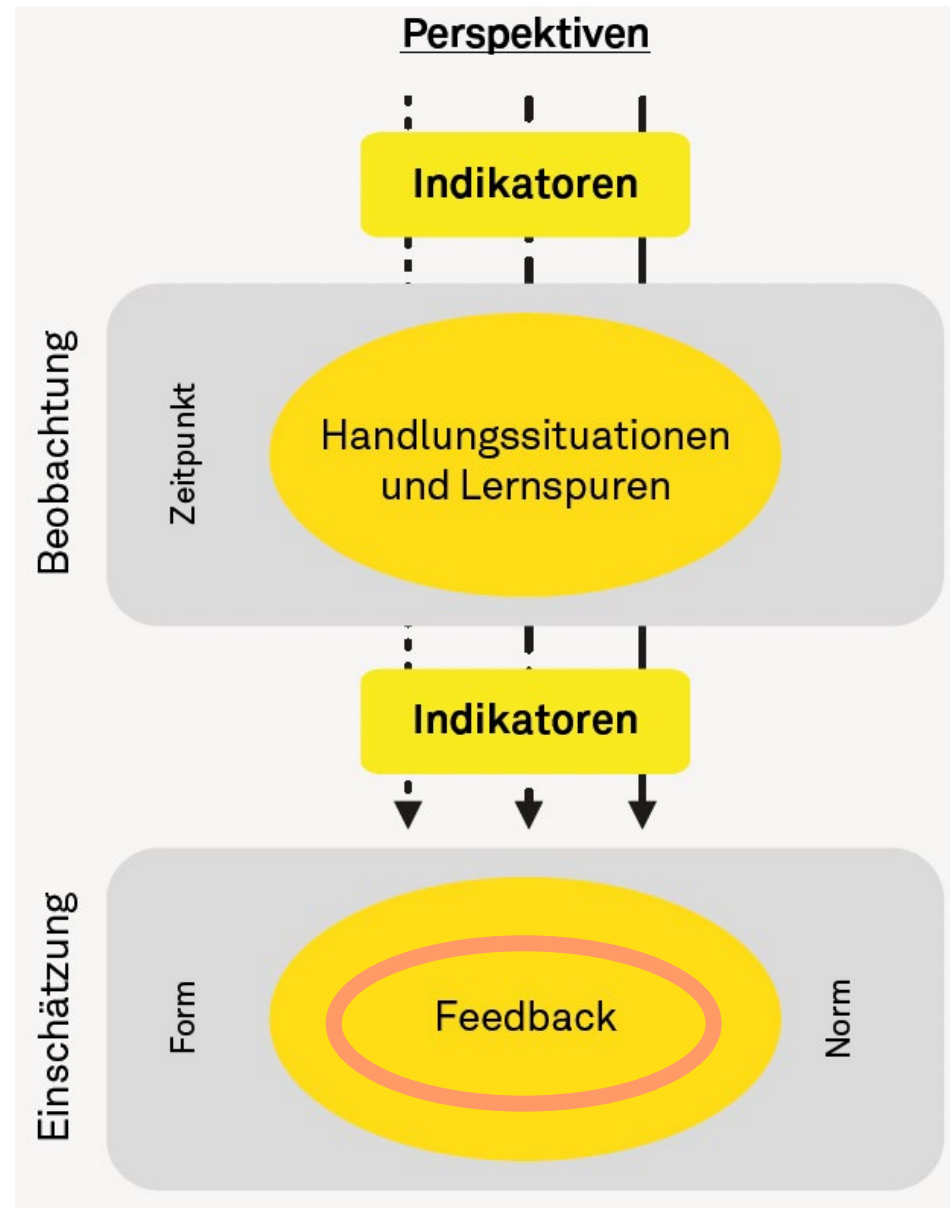 Perspektiven
Indikatoren
Beobachtung
Zeitpunkt
Handlungssituationen
und Lernspuren
Indikatoren
Einschätzung
Form
Feedback
Norm